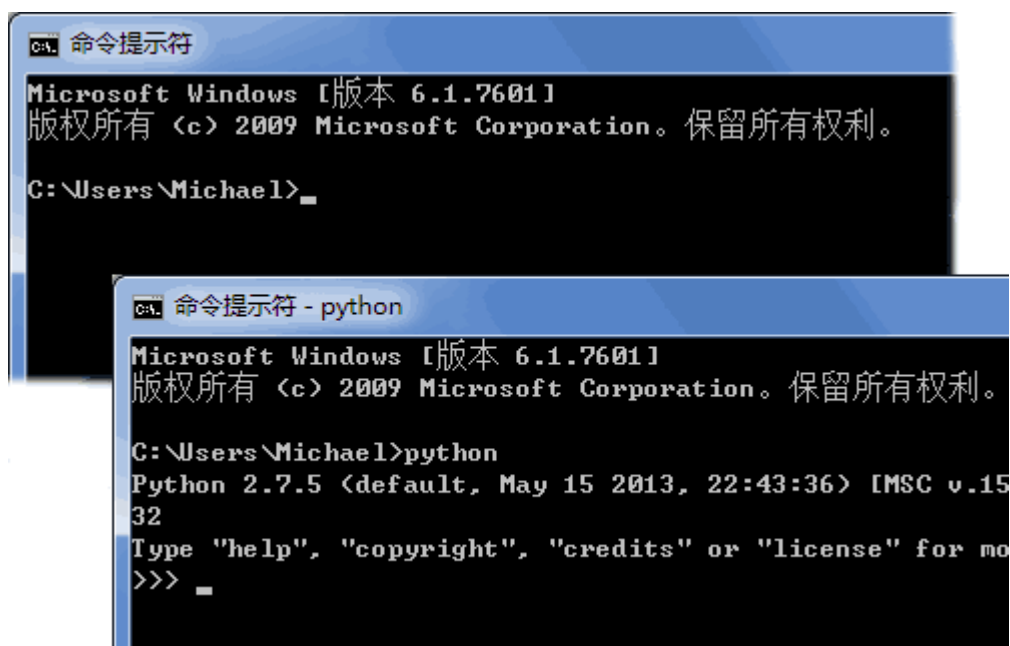 命令提示符
Microsoft Windows [版本 6.1.7601]
版权所有 (c) 2009 Microsoft Corporation。保留所有权利。
C:\Users\Michael>_
命令提示符 - python
Microsoft Windows [版本 6.1.7601]
版权所有 (c) 2009 Microsoft Corporation。保留所有权利。
C:\Users\Michael>python
Python 2.7.5 (default, May 15 2013, 22:43:36) [MSC v.15
32
Type "help", "copyright", "credits" or "license" for mo
>>> _